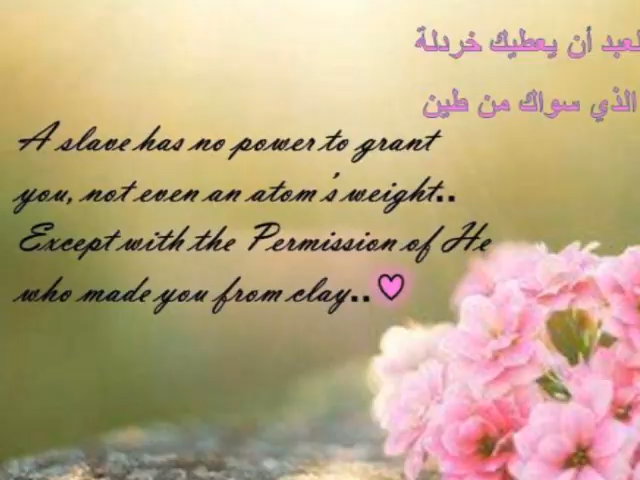 لعبد أن يعطيك خردلة
الذي سواك من طين
A slave has no power to grant
you, not even an atom's weight..
Except with the Permission of He
who made you from clay..♡